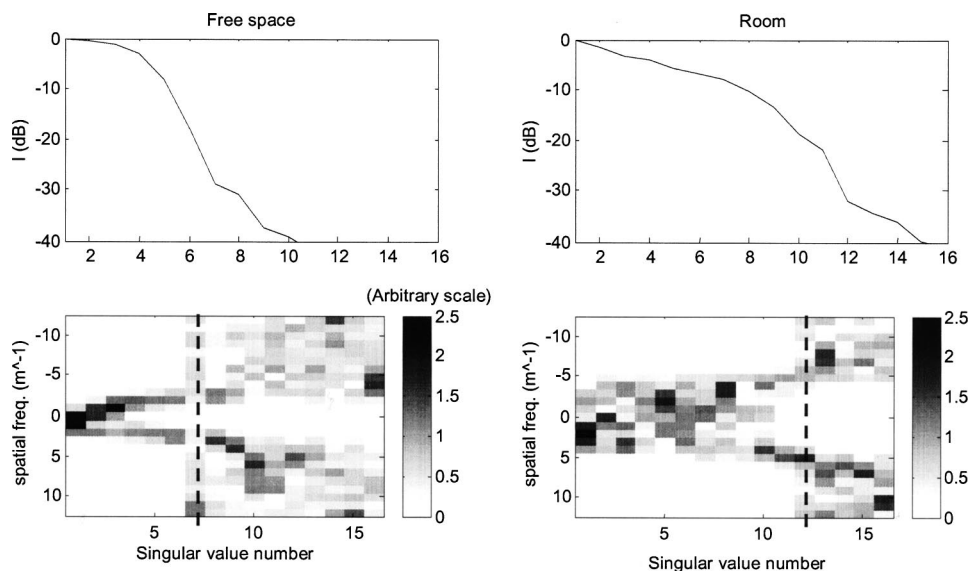 Free space
0
-10
-20
-30
-40
I (dB)
2 4 6 8 10 12 14 16
Room
0
-10
-20
-30
-40
I (dB)
2 4 6 8 10 12 14 16
(Arbitrary scale)
-10
-5
0
5
10
spatial freq. (m^-1)
5 10 15
Singular value number
2.5
2
1.5
1
0.5
0
-10
-5
0
5
10
spatial freq. (m^-1)
5 10 15
Singular value number
2.5
2
1.5
1
0.5
0